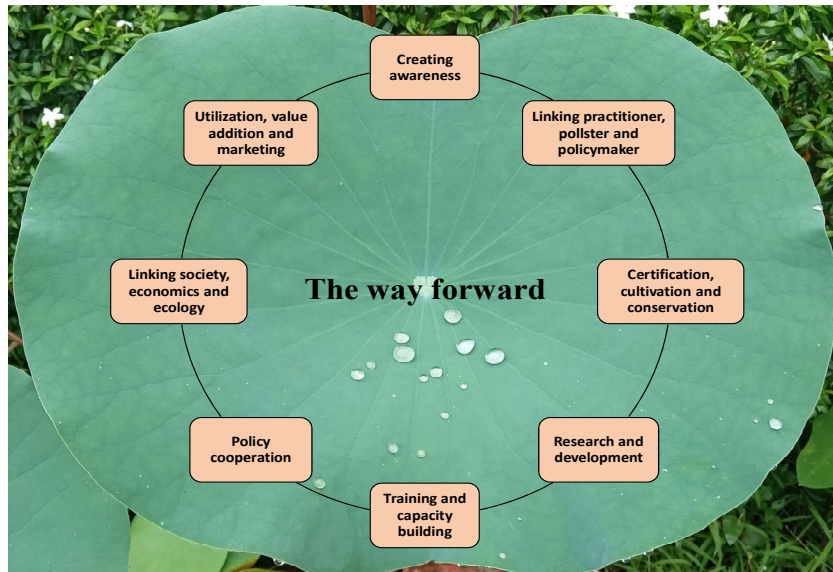 Creating
awareness
Linking practitioner,
pollster and
policymaker
Certification,
cultivation and
conservation
Research and
development
Training and
capacity
building
Policy
cooperation
Linking society,
economics and
ecology
Utilization, value
addition and
marketing
The way forward